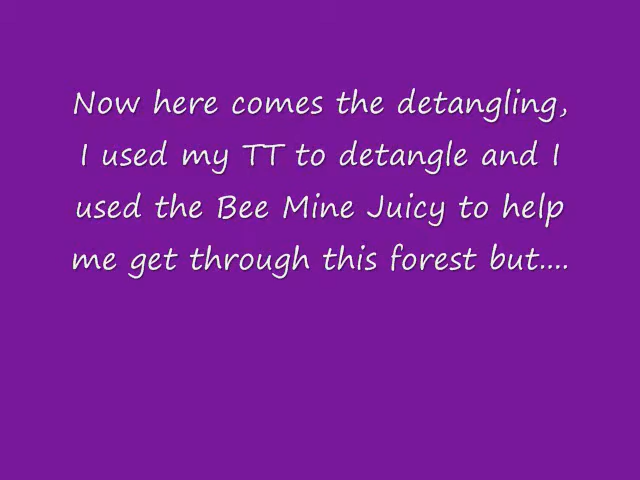 Now here comes the detangling,
I used my TT to detangle and I
used the Bee Mine Juicy to help
me get through this forest but....